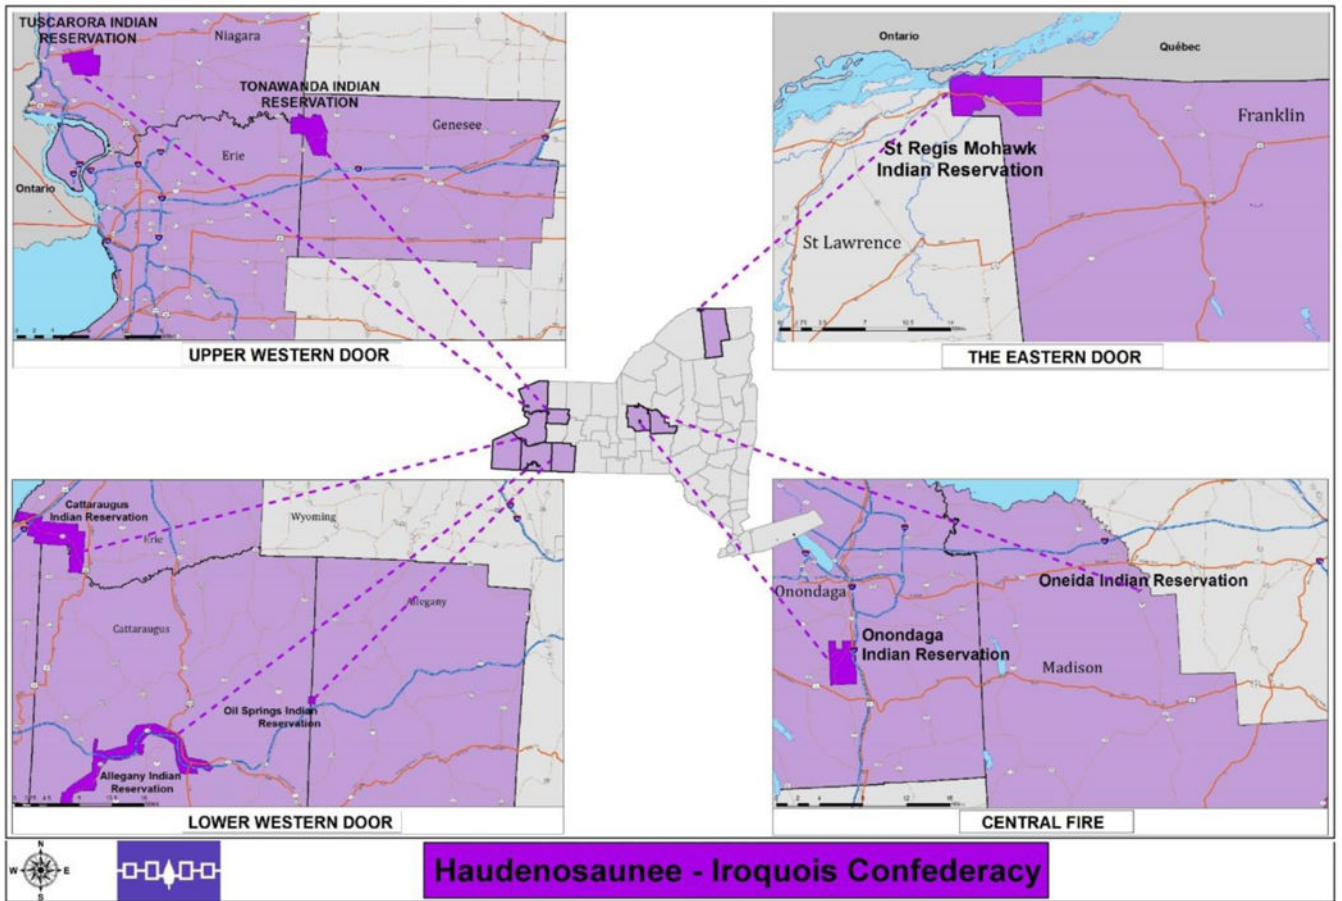 TUSCARORA INDIAN
RESERVATION
Niagara
TONAWANDA INDIAN
RESERVATION
Genesee
Erie
Ontario
UPPER WESTERN DOOR
Ontario
Québec
Franklin
St Regis Mohawk
Indian Reservation
St Lawrence
THE EASTERN DOOR
Cattaraugus
Indian Reservation
Erie
Wyoming
Allegany
Cattaraugus
Oil Springs Indian
Reservation
Allegany Indian
Reservation
LOWER WESTERN DOOR
Oneida Indian Reservation
Onondaga
Onondaga
Indian Reservation
Madison
CENTRAL FIRE
N
W
E
S
Haudenosaunee - Iroquois Confederacy